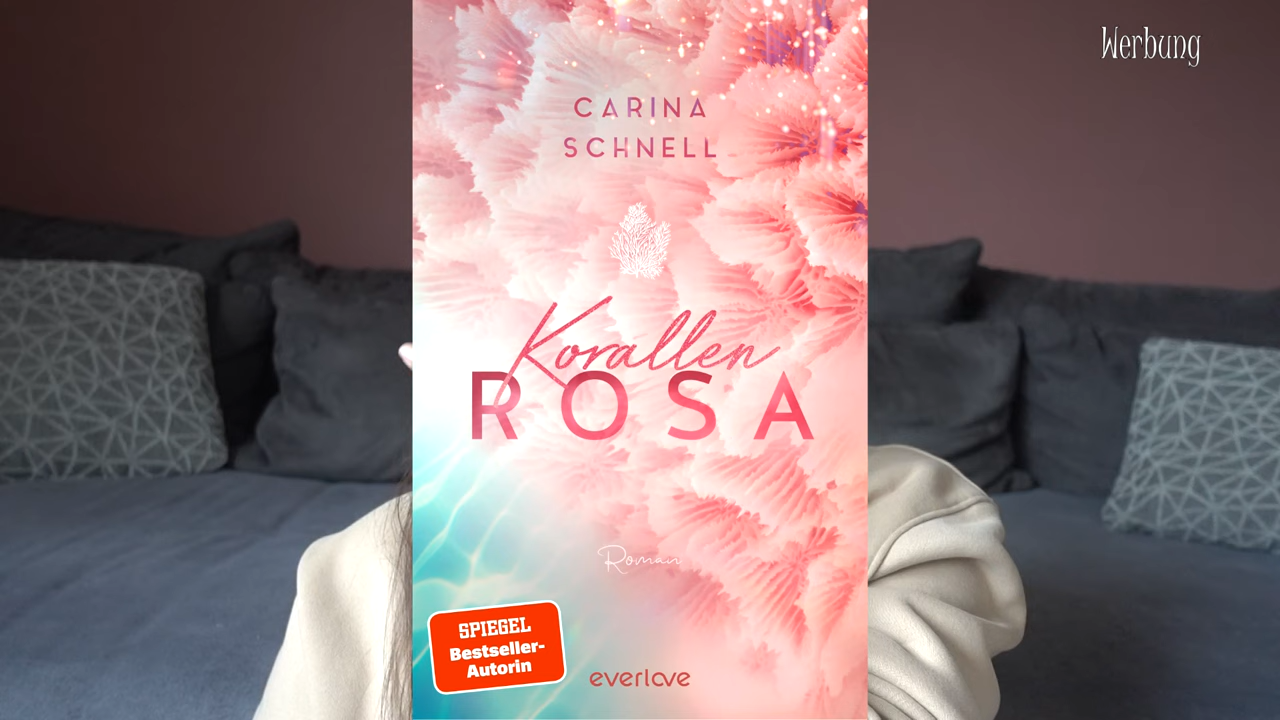 Werbung
CARINA
SCHNELL
Korallen
ROSA
Roman
SPIEGEL
Bestseller-
Autorin
everlove